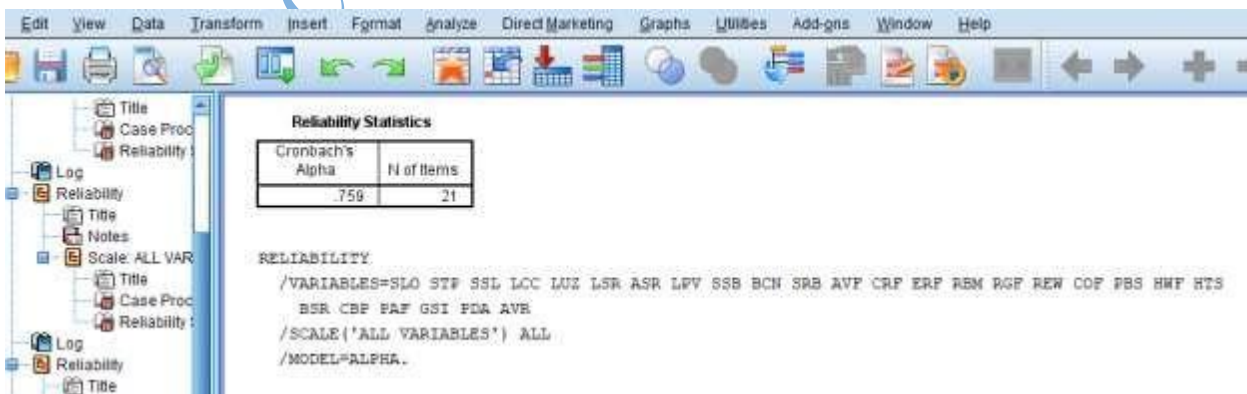 Edit View Data Transform Insert Format Analyze Direct Marketing Graphs Utilities Add-ons Window Help
Title
Case Proc
Reliability S
Log
Reliability
Title
Notes
Scale: ALL VAR
Title
Case Proc
Reliability S
Log
Reliability
Title
Reliability Statistics
Cronbach's
Alpha N of Items
.759 21
RELIABILITY
/VARIABLES=SLO STP SSL LCC LUZ LSR ASR LPV SSB BCN SRB AVF CRF ERF RBM RGF REW COF PBS HWF HTS
BSR CBP PAF GSI PDA AVR
/SCALE('ALL VARIABLES') ALL
/MODEL=ALPHA.